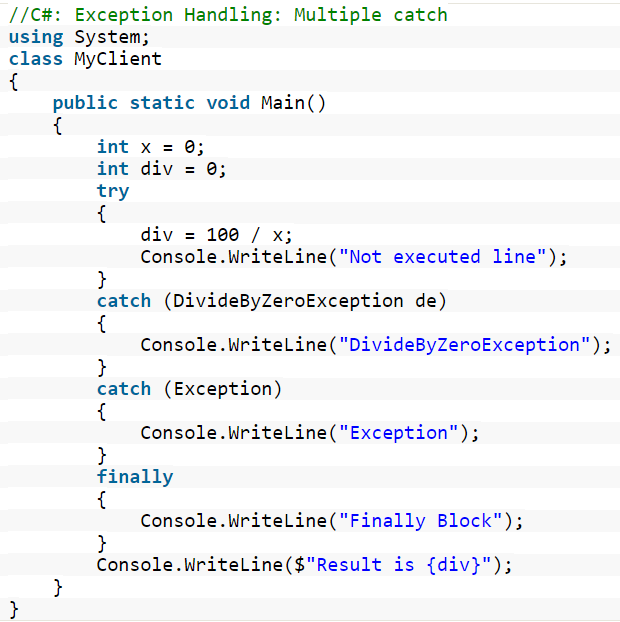 //C#: Exception Handling: Multiple catch
using System;
class MyClient
{
    public static void Main()
    {
        int x = 0;
        int div = 0;
        try
        {
            div = 100 / x;
            Console.WriteLine("Not executed line");
        }
        catch (DivideByZeroException de)
        {
            Console.WriteLine("DivideByZeroException");
        }
        catch (Exception)
        {
            Console.WriteLine("Exception");
        }
        finally
        {
            Console.WriteLine("Finally Block");
        }
        Console.WriteLine($"Result is {div}");
    }
}